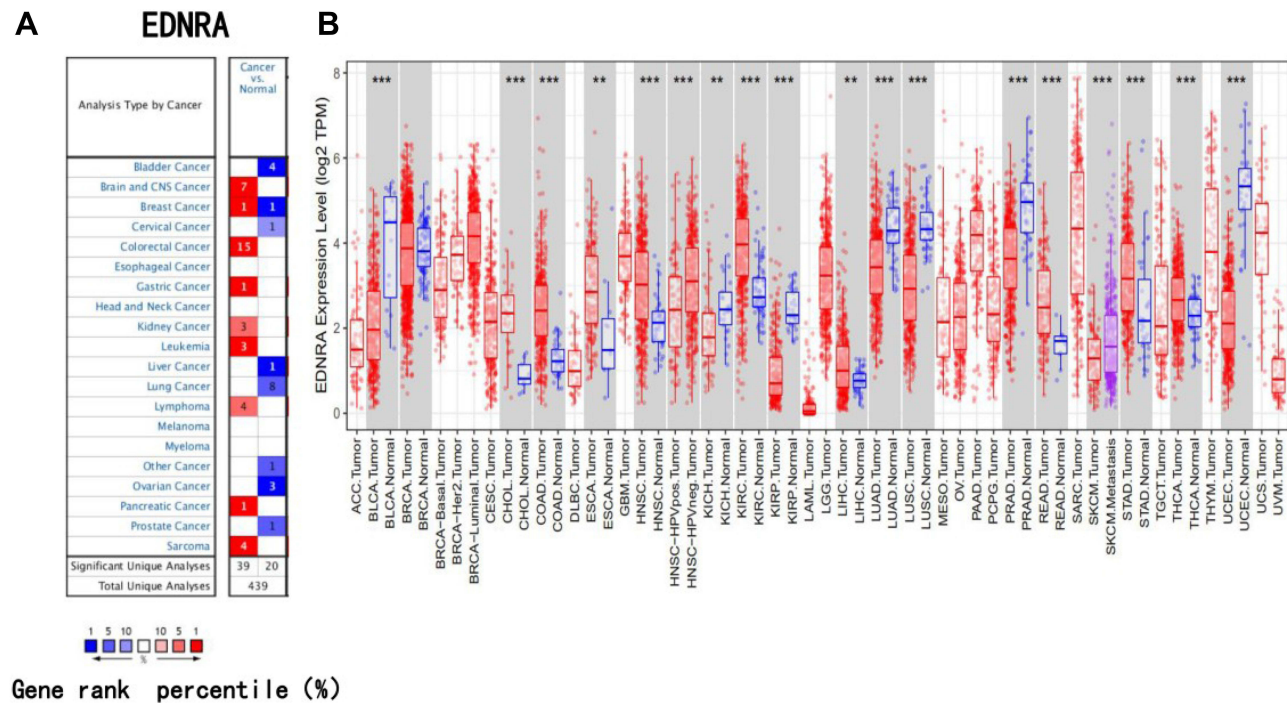 A EDNRA
Analysis Type by Cancer
Cancer
vs.
Normal
Bladder Cancer 4
Brain and CNS Cancer 7
Breast Cancer 1 1
Cervical Cancer 1
Colorectal Cancer 15
Esophageal Cancer
Gastric Cancer 1
Head and Neck Cancer
Kidney Cancer 3
Leukemia 3
Liver Cancer 1
Lung Cancer 8
Lymphoma 4
Melanoma
Myeloma
Other Cancer 1
Ovarian Cancer 3
Pancreatic Cancer 1
Prostate Cancer 1
Sarcoma 4
Significant Unique Analyses 39 20
Total Unique Analyses 439
1 5 10 10 5 1
%
Gene rank percentile (%)
B
EDNRA Expression Level (log2 TPM)
8
6
4
2
0
*** *** *** ** *** *** ** *** *** ** *** *** *** *** *** *** *** ***
ACC.Tumor
BLCA.Tumor
BLCA.Normal
BRCA.Tumor
BRCA.Normal
BRCA-Basal.Tumor
BRCA-Her2.Tumor
BRCA-Luminal.Tumor
CESC.Tumor
CHOL.Tumor
CHOL.Normal
COAD.Tumor
COAD.Normal
DLBC.Tumor
ESCA.Tumor
ESCA.Normal
GBM.Tumor
HNSC.Tumor
HNSC.Normal
HNSC-HPVpos.Tumor
HNSC-HPVneg.Tumor
KICH.Tumor
KICH.Normal
KIRC.Tumor
KIRC.Normal
KIRP.Tumor
KIRP.Normal
LAML.Tumor
LGG.Tumor
LIHC.Tumor
LIHC.Normal
LUAD.Tumor
LUAD.Normal
LUSC.Tumor
LUSC.Normal
MESO.Tumor
OV.Tumor
PAAD.Tumor
PCPG.Tumor
PRAD.Tumor
PRAD.Normal
READ.Tumor
READ.Normal
SARC.Tumor
SKCM.Tumor
SKCM.Metastasis
STAD.Tumor
STAD.Normal
TGCT.Tumor
THCA.Tumor
THCA.Normal
THYM.Tumor
UCEC.Tumor
UCEC.Normal
UCS.Tumor
UVM.Tumor